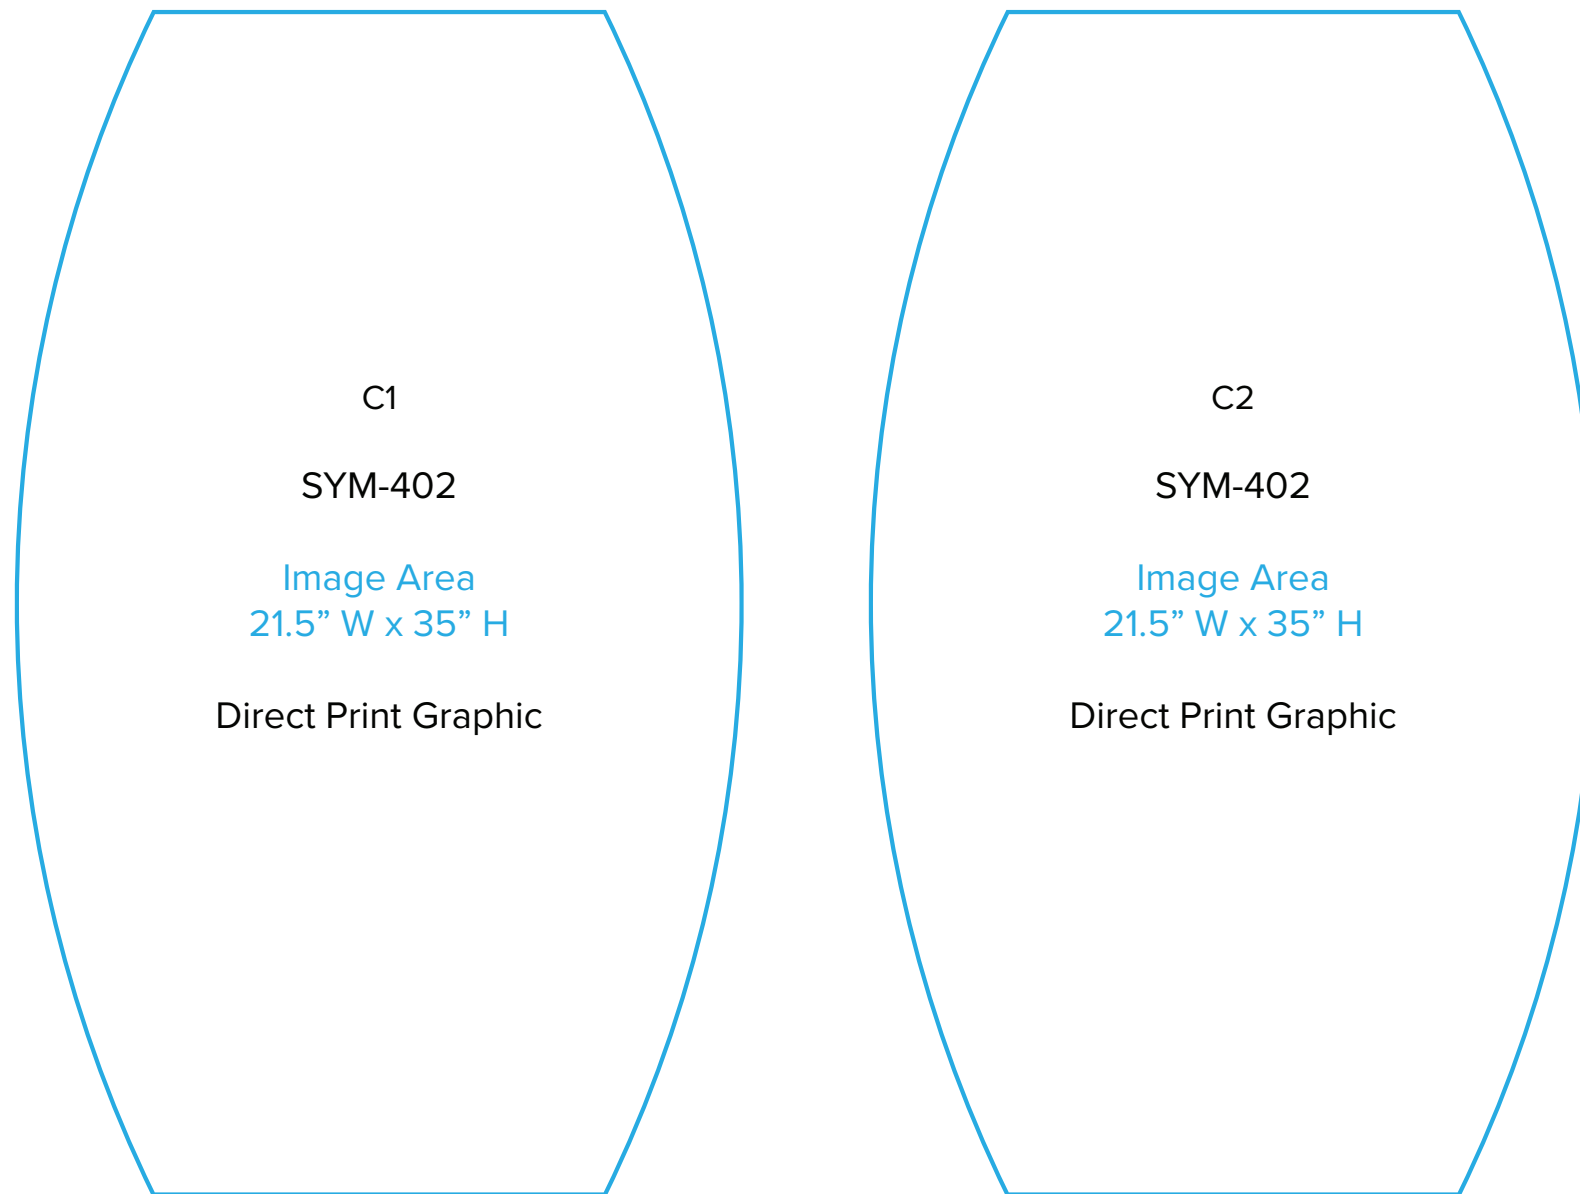 C1
SYM-402
Image Area
21.5” W x 35” H
Direct Print Graphic
C2
SYM-402
Image Area
21.5” W x 35” H
Direct Print Graphic